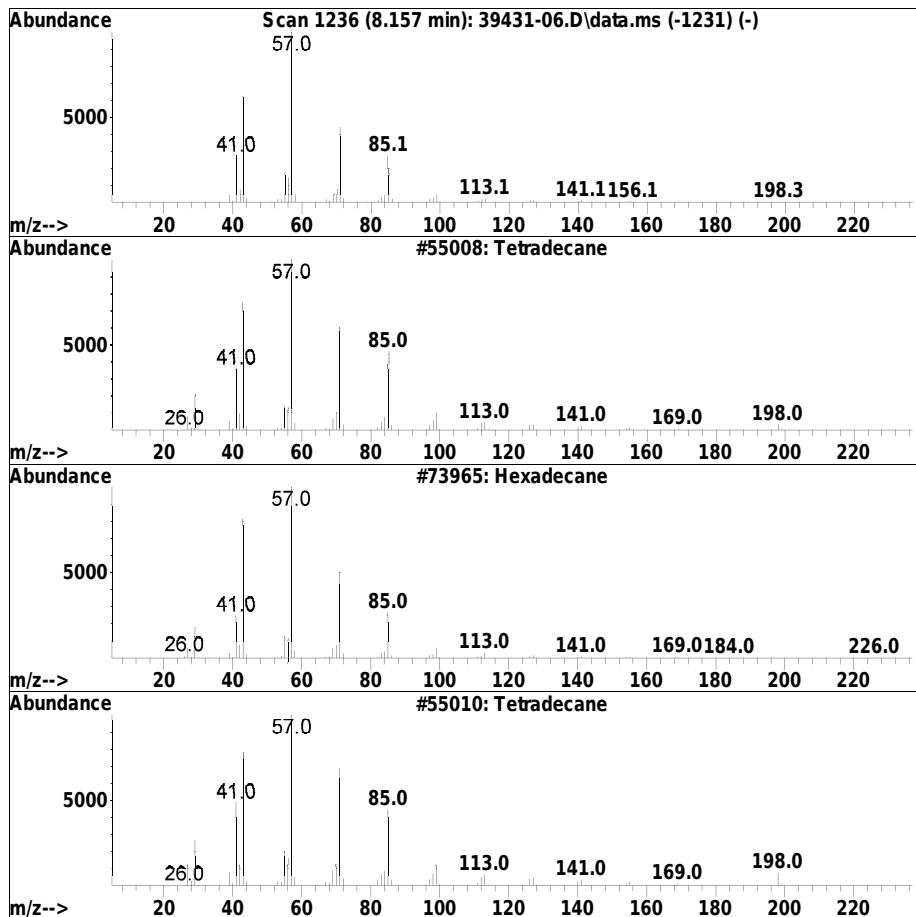 Abundance Scan 1236 (8.157 min): 39431-06.D\data.ms (-1231) (-)
57.0
5000
41.0 85.1
113.1 141.1 156.1 198.3
m/z--> 20 40 60 80 100 120 140 160 180 200 220
Abundance #55008: Tetradecane
57.0
5000 85.0
41.0
26.0 113.0 141.0 169.0 198.0
m/z--> 20 40 60 80 100 120 140 160 180 200 220
Abundance #73965: Hexadecane
57.0
5000
41.0 85.0
26.0 113.0 141.0 169.0 184.0 226.0
m/z--> 20 40 60 80 100 120 140 160 180 200 220
Abundance #55010: Tetradecane
57.0
5000 41.0 85.0
26.0 113.0 141.0 169.0 198.0
m/z--> 20 40 60 80 100 120 140 160 180 200 220